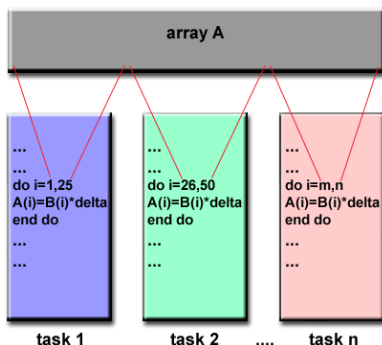 array A
...
...
do i=1,25
A(i)=B(i)*delta
end do
...
...
...
...
do i=26,50
A(i)=B(i)*delta
end do
...
...
...
...
do i=m,n
A(i)=B(i)*delta
end do
...
...
task 1 task 2 .... task n